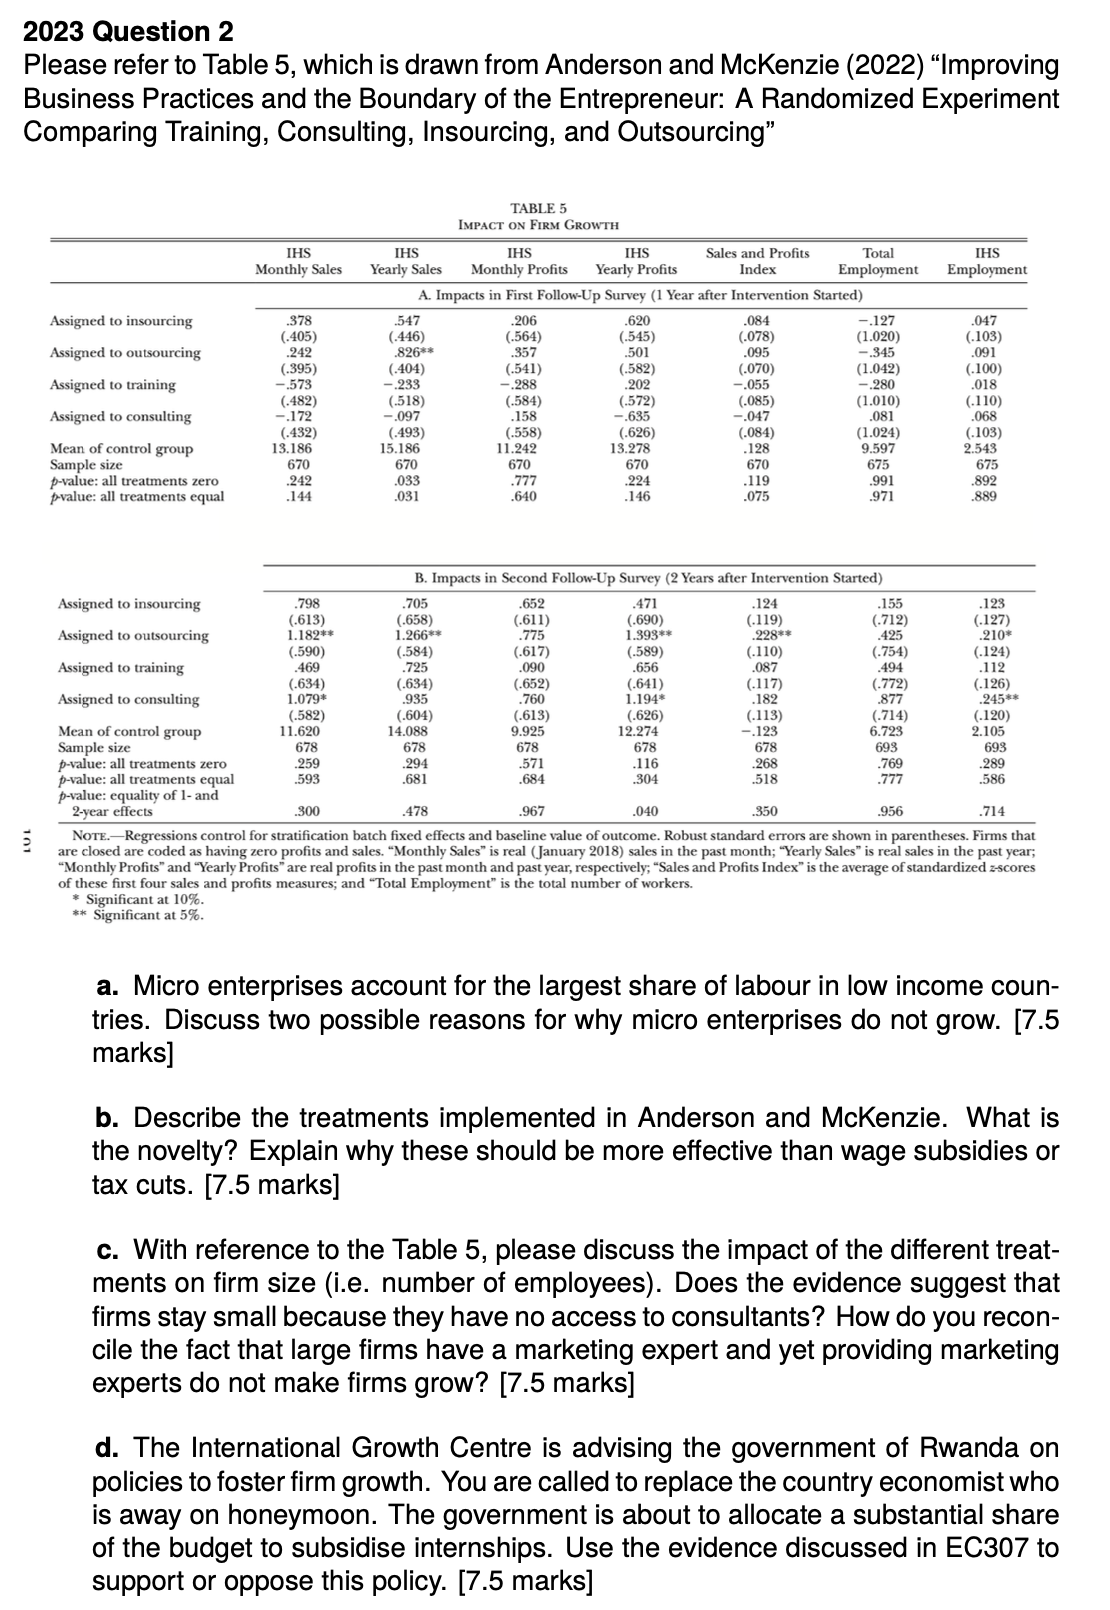 2023 Question 2
Please refer to Table 5, which is drawn from Anderson and McKenzie (2022) “Improving
Business Practices and the Boundary of the Entrepreneur: A Randomized Experiment
Comparing Training, Consulting, Insourcing, and Outsourcing”
TABLE 5
IMPACT ON FIRM GROWTH
IHS IHS IHS IHS Sales and Profits Total IHS
Monthly Sales Yearly Sales Monthly Profits Yearly Profits Index Employment Employment
A. Impacts in First Follow-Up Survey (1 Year after Intervention Started)
Assigned to insourcing .378 .547 .206 .620 .084 −.127 .047
(.405) (.446) (.564) (.545) (.078) (1.020) (.103)
Assigned to outsourcing .242 .826** .357 .501 .095 −.345 .091
(.395) (.404) (.541) (.582) (.070) (1.042) (.100)
Assigned to training −.573 −.233 −.288 .202 −.055 −.280 .018
(.482) (.518) (.584) (.572) (.085) (1.010) (.110)
Assigned to consulting −.172 −.097 .158 −.635 −.047 .081 .068
(.432) (.493) (.558) (.626) (.084) (1.024) (.103)
Mean of control group 13.186 15.186 11.242 13.278 .128 9.597 2.543
Sample size 670 670 670 670 670 675 675
p-value: all treatments zero .242 .033 .777 .224 .119 .991 .892
p-value: all treatments equal .144 .031 .640 .146 .075 .971 .889
B. Impacts in Second Follow-Up Survey (2 Years after Intervention Started)
Assigned to insourcing .798 .705 .652 .471 .124 .155 .123
(.613) (.658) (.611) (.690) (.119) (.712) (.127)
Assigned to outsourcing 1.182** 1.266** .775 1.393** .228** .425 .210*
(.590) (.584) (.617) (.589) (.110) (.754) (.124)
Assigned to training .469 .725 .090 .656 .087 .494 .112
(.634) (.634) (.652) (.641) (.117) (.772) (.126)
Assigned to consulting 1.079* .935 .760 1.194* .182 .877 .245**
(.582) (.604) (.613) (.626) (.113) (.714) (.120)
Mean of control group 11.620 14.088 9.925 12.274 −.123 6.723 2.105
Sample size 678 678 678 678 678 693 693
p-value: all treatments zero .259 .294 .571 .116 .268 .769 .289
p-value: all treatments equal .593 .681 .684 .304 .518 .777 .586
p-value: equality of 1- and
2-year effects .300 .478 .967 .040 .350 .956 .714
NOTE.—Regressions control for stratification batch fixed effects and baseline value of outcome. Robust standard errors are shown in parentheses. Firms that
are closed are coded as having zero profits and sales. “Monthly Sales” is real (January 2018) sales in the past month; “Yearly Sales” is real sales in the past year;
“Monthly Profits” and “Yearly Profits” are real profits in the past month and past year, respectively; “Sales and Profits Index” is the average of standardized z-scores
of these first four sales and profits measures; and “Total Employment” is the total number of workers.
* Significant at 10%.
** Significant at 5%.
a. Micro enterprises account for the largest share of labour in low income coun-
tries. Discuss two possible reasons for why micro enterprises do not grow. [7.5
marks]
b. Describe the treatments implemented in Anderson and McKenzie. What is
the novelty? Explain why these should be more effective than wage subsidies or
tax cuts. [7.5 marks]
c. With reference to the Table 5, please discuss the impact of the different treat-
ments on firm size (i.e. number of employees). Does the evidence suggest that
firms stay small because they have no access to consultants? How do you recon-
cile the fact that large firms have a marketing expert and yet providing marketing
experts do not make firms grow? [7.5 marks]
d. The International Growth Centre is advising the government of Rwanda on
policies to foster firm growth. You are called to replace the country economist who
is away on honeymoon. The government is about to allocate a substantial share
of the budget to subsidise internships. Use the evidence discussed in EC307 to
support or oppose this policy. [7.5 marks]